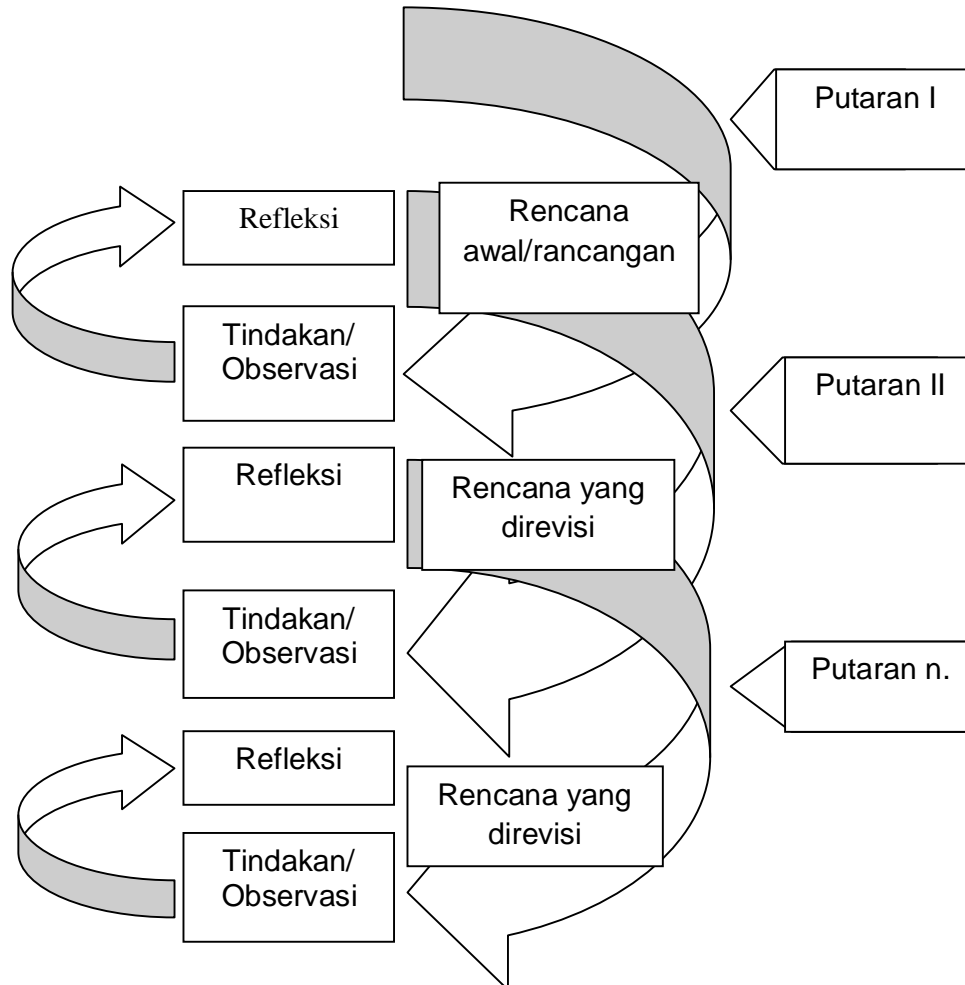 Putaran I
Refleksi
Rencana
awal/rancangan
Tindakan/
Observasi
Putaran II
Refleksi
Rencana yang
direvisi
Tindakan/
Observasi
Putaran n.
Refleksi
Rencana yang
direvisi
Tindakan/
Observasi